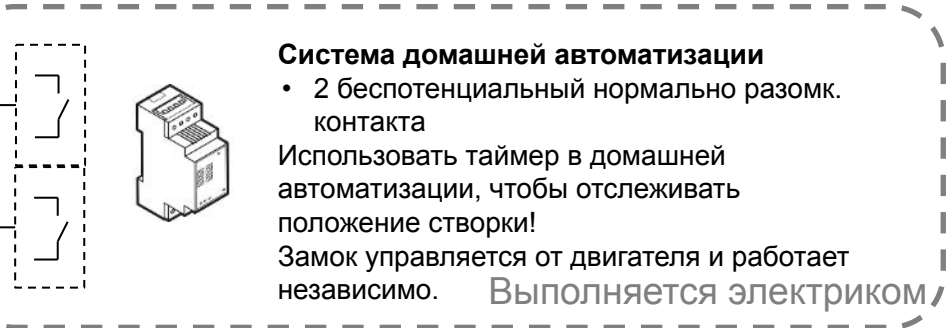 Система домашней автоматизации
• 2 беспотенциальный нормально разомк.
контакта
Использовать таймер в домашней
автоматизации, чтобы отслеживать
положение створки!
Замок управляется от двигателя и работает
независимо.
Выполняется электриком